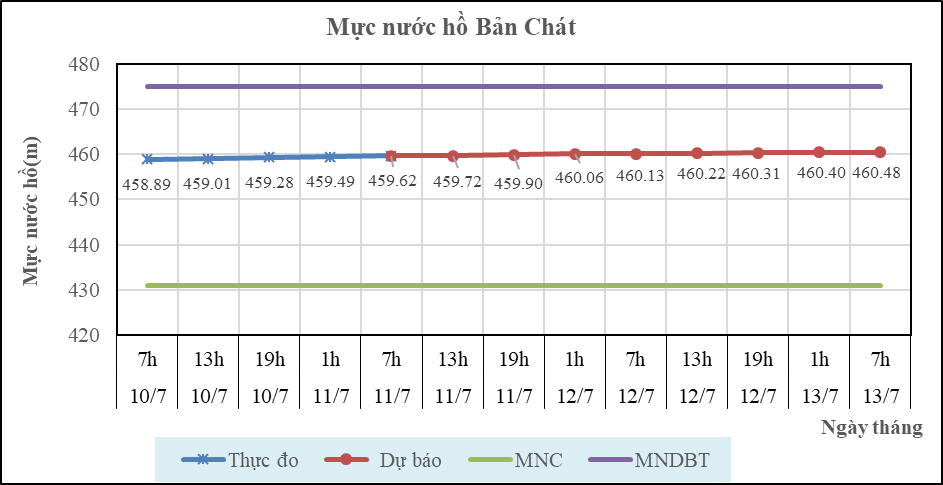 Mực nước hồ Bản Chát
Mực nước hồ(m)
480
470
460
450
440
430
420
458.89 459.01 459.28 459.49 459.62 459.72 459.90 460.06 460.13 460.22 460.31 460.40 460.48
7h 13h 19h 1h 7h 13h 19h 1h 7h 13h 19h 1h 7h
10/7 10/7 10/7 11/7 11/7 11/7 11/7 12/7 12/7 12/7 12/7 13/7 13/7
Ngày tháng
Thực đo Dự báo MNC MNDBT